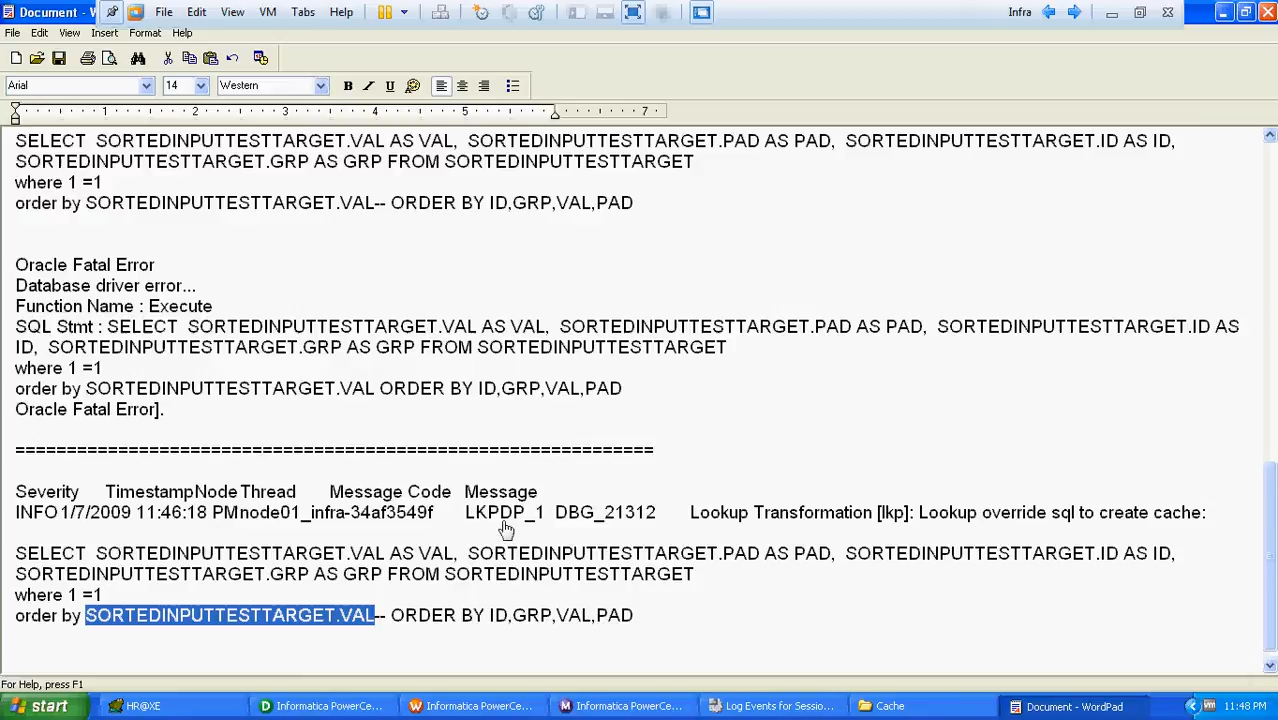 Document - W
File Edit View VM Tabs Help
Infra
File Edit View Insert Format Help
Arial 14 Western
B
1 2 3 4 5 7
SELECT SORTEDINPUTTESTTARGET.VAL AS VAL, SORTEDINPUTTESTTARGET.PAD AS PAD, SORTEDINPUTTESTTARGET.ID AS ID,
SORTEDINPUTTESTTARGET.GRP AS GRP FROM SORTEDINPUTTESTTARGET
where 1 =1
order by SORTEDINPUTTESTTARGET.VAL-- ORDER BY ID,GRP,VAL,PAD
Oracle Fatal Error
Database driver error...
Function Name : Execute
SQL Stmt : SELECT SORTEDINPUTTESTTARGET.VAL AS VAL, SORTEDINPUTTESTTARGET.PAD AS PAD, SORTEDINPUTTESTTARGET.ID AS
ID, SORTEDINPUTTESTTARGET.GRP AS GRP FROM SORTEDINPUTTESTTARGET
where 1 =1
order by SORTEDINPUTTESTTARGET.VAL ORDER BY ID,GRP,VAL,PAD
Oracle Fatal Error].
==============================================================
Severity TimestampNode Thread Message Code Message
INFO 1/7/2009 11:46:18 PMnode01_infra-34af3549f LKPDP_1 DBG_21312 Lookup Transformation [lkp]: Lookup override sql to create cache:
SELECT SORTEDINPUTTESTTARGET.VAL AS VAL, SORTEDINPUTTESTTARGET.PAD AS PAD, SORTEDINPUTTESTTARGET.ID AS ID,
SORTEDINPUTTESTTARGET.GRP AS GRP FROM SORTEDINPUTTESTTARGET
where 1 =1
order by SORTEDINPUTTESTTARGET.VAL-- ORDER BY ID,GRP,VAL,PAD
For Help, press F1
start HR@XE Informatica PowerCe... Informatica PowerCe... Informatica PowerCe... Log Events for Sessio... Cache Document - WordPad 11:48 PM